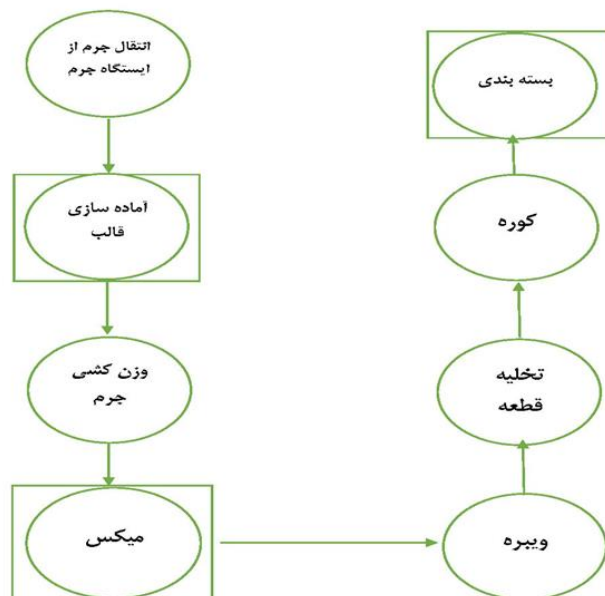 انتقال جرم از
ایستگاه جرم
آماده سازی
قالب
وزن کشی
جرم
میکس
ویبره
تخلیه
قطعه
کوره
بسته بندی